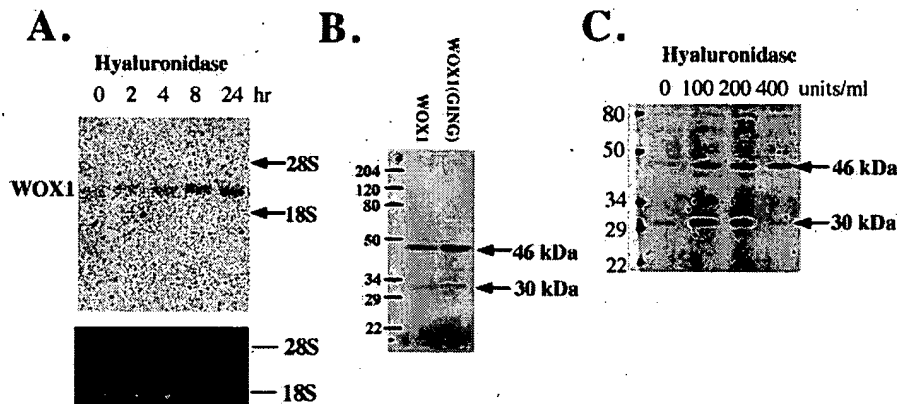 A.
Hyaluronidase
0 2 4 8 24 hr
28S
WOX1
18S
28S
18S
B.
WOX1
WOX1(GING)
204
120
80
50
46 kDa
34
30 kDa
29
22
C.
Hyaluronidase
0 100 200 400 units/ml
80
50
46 kDa
34
29
30 kDa
22